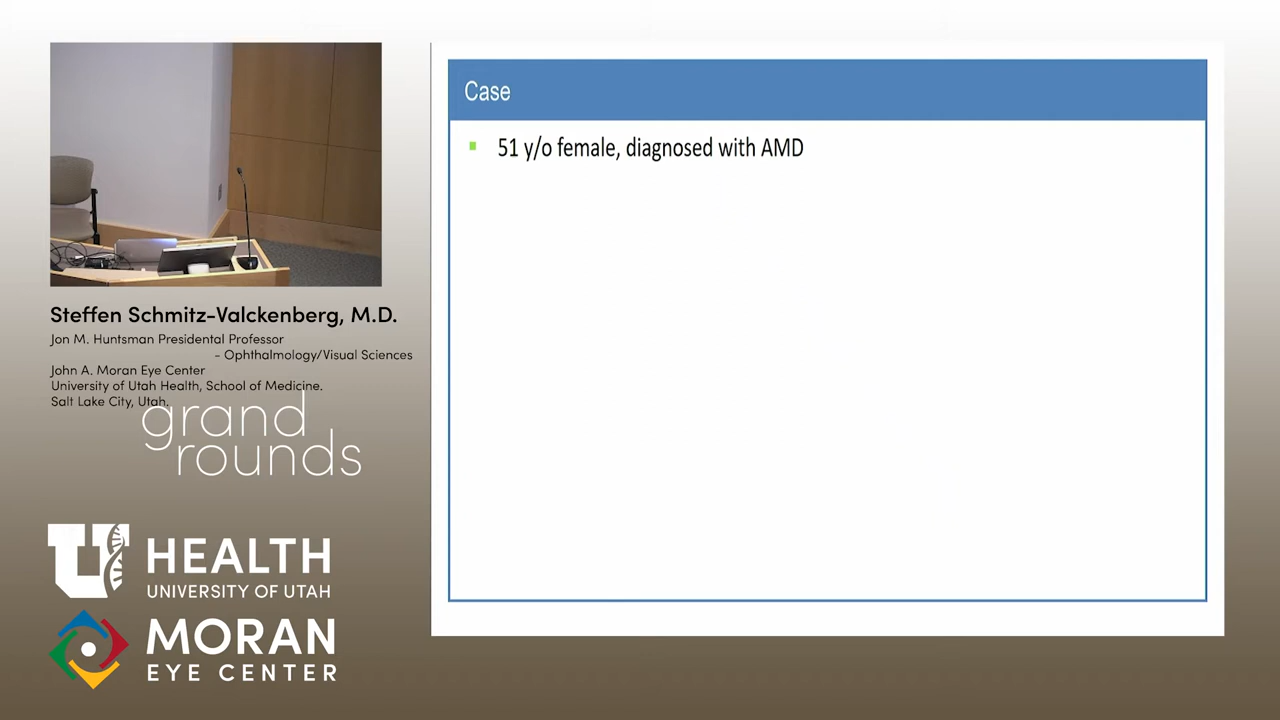 Case
▪ 51 y/o female, diagnosed with AMD
Steffen Schmitz-Valckenberg, M.D.
Jon M. Huntsman Presidental Professor
- Ophthalmology/Visual Sciences
John A. Moran Eye Center
University of Utah Health, School of Medicine.
Salt Lake City, Utah.
grand
rounds
U HEALTH
UNIVERSITY OF UTAH
MORAN
EYE CENTER